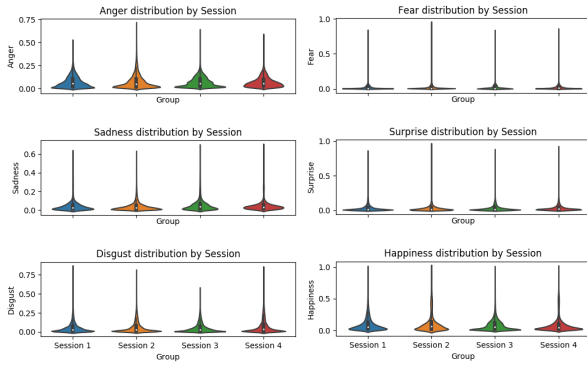 Anger distribution by Session
Anger
0.75
0.50
0.25
0.00
Group
Fear distribution by Session
Fear
1.0
0.5
0.0
Group
Sadness distribution by Session
Sadness
0.6
0.4
0.2
0.0
Group
Surprise distribution by Session
Surprise
1.0
0.5
0.0
Group
Disgust distribution by Session
Disgust
0.75
0.50
0.25
0.00
Session 1 Session 2 Session 3 Session 4
Group
Happiness distribution by Session
Happiness
1.0
0.5
0.0
Session 1 Session 2 Session 3 Session 4
Group